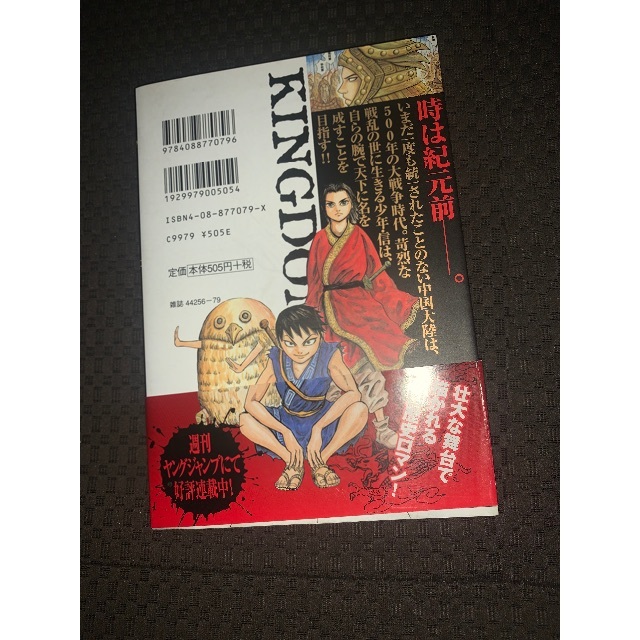 時は紀元前――。
いまだ一度も統一されたことのない中国大陸は、
500年の大戦争時代。苛烈な
戦乱の世に生きる少年・信は、
自らの腕で天下に名を
成すことを
目指す!!
KINGDOM
9784088770796
1929979005054
ISBN4-08-877079-X
C9979 ¥505E
定価 本体505円+税
雑誌 44256-79
壮大な舞台で
ロマン!
週刊
ヤングジャンプにて
好評連載中!